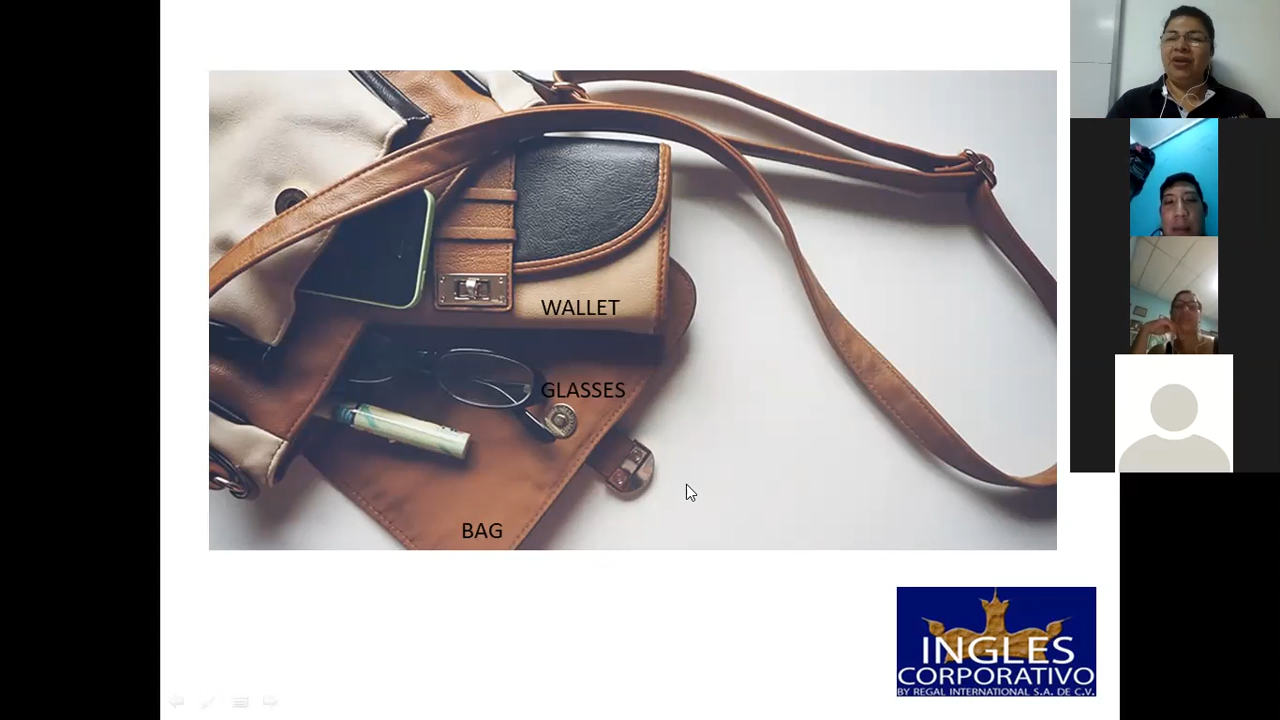 WALLET
GLASSES
BAG
INGLES
CORPORATIVO
BY REGAL INTERNATIONAL S.A. DE C.V.